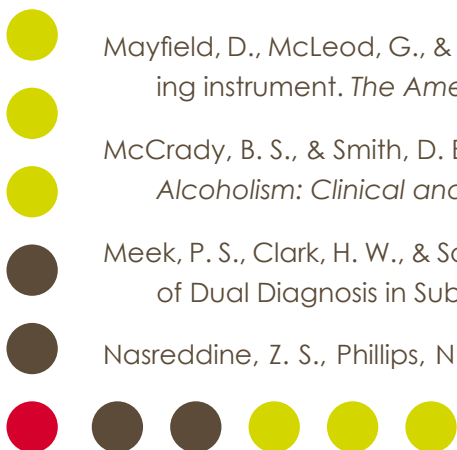 Mayfield, D., McLeod, G., &
ing instrument. The Ame
McCrady, B. S., & Smith, D. E
Alcoholism: Clinical and
Meek, P. S., Clark, H. W., & So
of Dual Diagnosis in Sub
Nasreddine, Z. S., Phillips, N